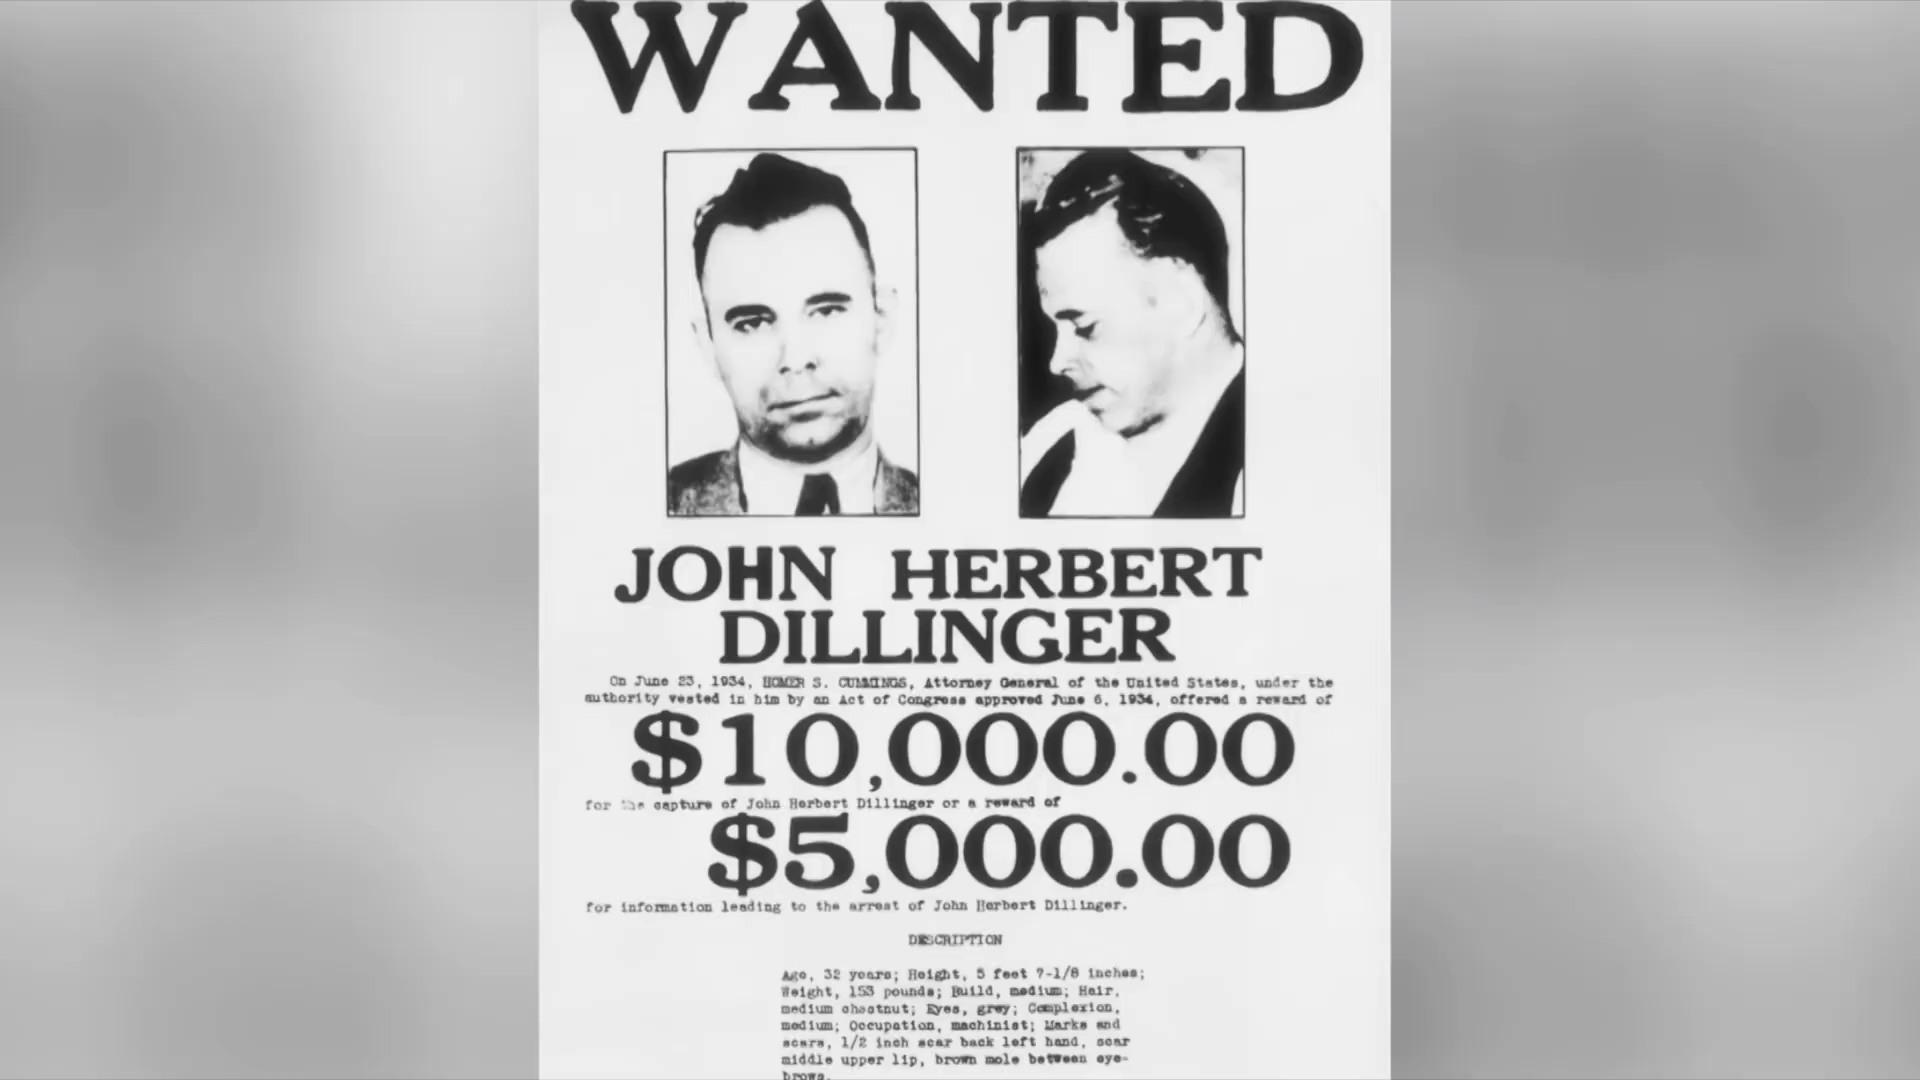 WANTED
JOHN HERBERT
DILLINGER
On June 23, 1934, HOMER S. CUMMINGS, Attorney General of the United States, under the
authority vested in him by an Act of Congress approved June 6, 1934, offered a reward of
$10,000.00
for the capture of John Herbert Dillinger or a reward of
$5,000.00
for information leading to the arrest of John Herbert Dillinger.
DESCRIPTION
Age, 32 years; Height, 5 feet 7-1/8 inches;
Weight, 153 pounds; Build, medium; Hair,
medium chestnut; Eyes, grey; Complexion,
medium; Occupation, machinist; Marks and
scars, 1/2 inch scar back left hand, scar
middle upper lip, brown mole between eye-
brows.